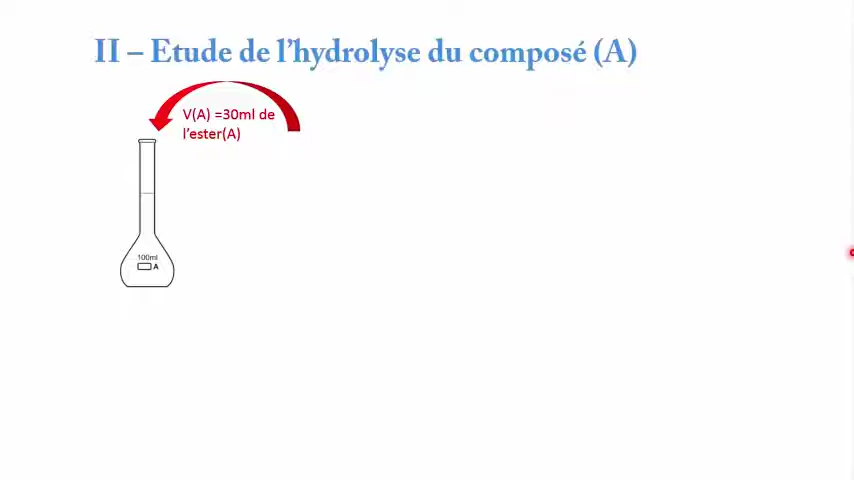 II – Etude de l’hydrolyse du composé (A)
V(A) =30ml de
l’ester(A)
100ml
A